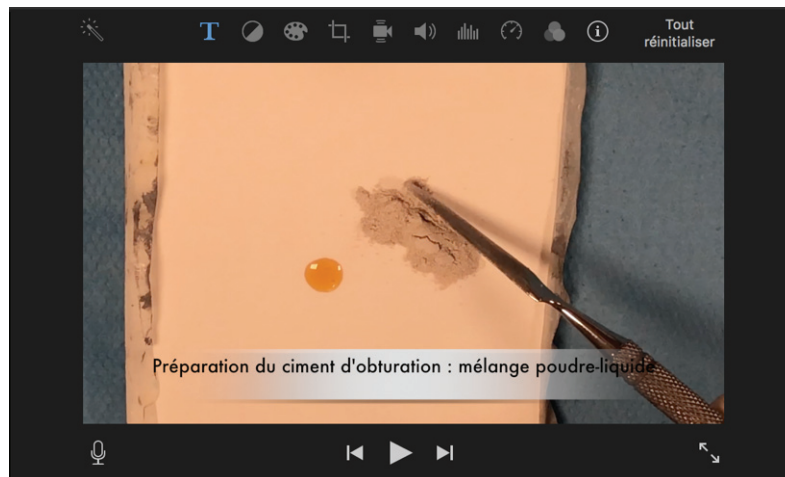 T
Tout
réinitialiser
Préparation du ciment d'obturation : mélange poudre-liquide